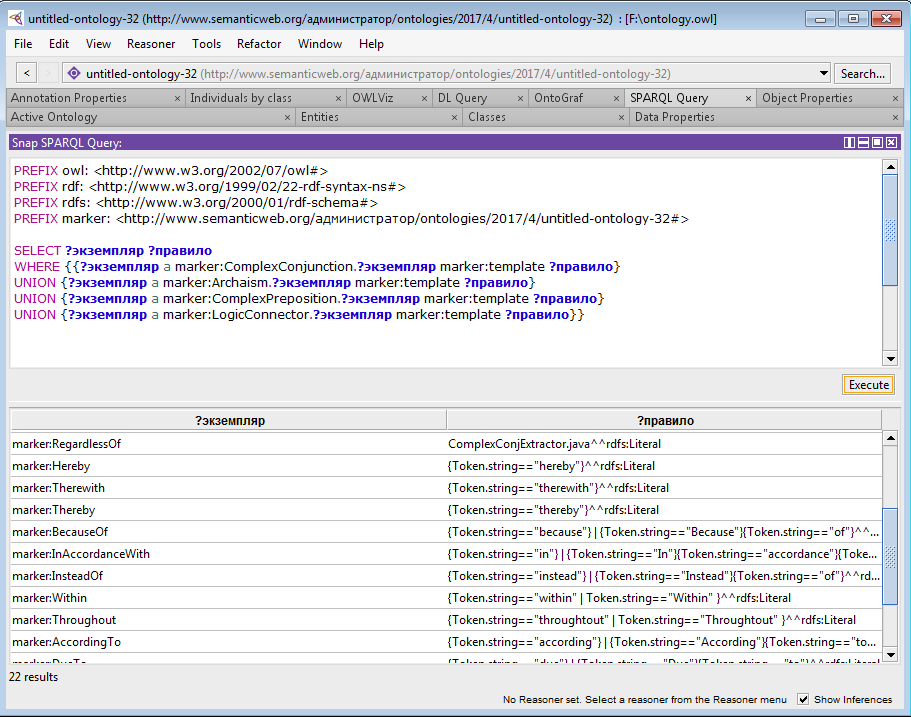 untitled-ontology-32 (http://www.semanticweb.org/администратор/ontologies/2017/4/untitled-ontology-32) : [F:\ontology.owl]
File Edit View Reasoner Tools Refactor Window Help
< > untitled-ontology-32 (http://www.semanticweb.org/администратор/ontologies/2017/4/untitled-ontology-32) Search...
Annotation Properties × Individuals by class × OWLViz × DL Query × OntoGraf × SPARQL Query × Object Properties ×
Active Ontology × Entities × Classes × Data Properties ×
Snap SPARQL Query:
PREFIX owl: <http://www.w3.org/2002/07/owl#>
PREFIX rdf: <http://www.w3.org/1999/02/22-rdf-syntax-ns#>
PREFIX rdfs: <http://www.w3.org/2000/01/rdf-schema#>
PREFIX marker: <http://www.semanticweb.org/администратор/ontologies/2017/4/untitled-ontology-32#>
SELECT ?экземпляр ?правило
WHERE {{?экземпляр a marker:ComplexConjunction.?экземпляр marker:template ?правило}
UNION {?экземпляр a marker:Archaism.?экземпляр marker:template ?правило}
UNION {?экземпляр a marker:ComplexPreposition.?экземпляр marker:template ?правило}
UNION {?экземпляр a marker:LogicConnector.?экземпляр marker:template ?правило}}
Execute
?экземпляр ?правило
marker:RegardlessOf ComplexConjExtractor.java^^rdfs:Literal
marker:Hereby {Token.string=="hereby"}^^rdfs:Literal
marker:Therewith {Token.string=="therewith"}^^rdfs:Literal
marker:Thereby {Token.string=="thereby"}^^rdfs:Literal
marker:BecauseOf {Token.string=="because"}|{Token.string=="Because"}{Token.string=="of"}^^...
marker:InAccordanceWith {Token.string=="in"}|{Token.string=="In"}{Token.string=="accordance"}{Toke...
marker:InsteadOf {Token.string=="instead"}|{Token.string=="Instead"}{Token.string=="of"}^^rd...
marker:Within {Token.string=="within" | Token.string=="Within" }^^rdfs:Literal
marker:Throughout {Token.string=="throughtout" | Token.string=="Throughtout" }^^rdfs:Literal
marker:AccordingTo {Token.string=="according"}|{Token.string=="According"}{Token.string=="to...
marker:DueTo {Token.string=="due"}|{Token.string=="Due"}{Token.string=="to"}^^rdfs:Literal
22 results
No Reasoner set. Select a reasoner from the Reasoner menu Show Inferences